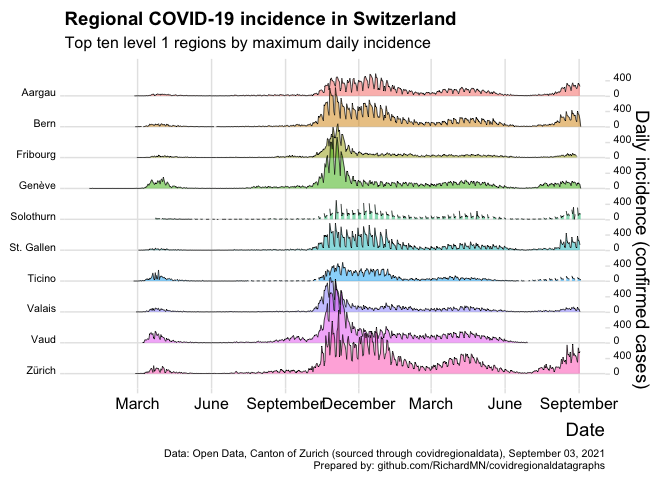 Regional COVID-19 incidence in Switzerland
Top ten level 1 regions by maximum daily incidence
Aargau 400 0
Bern 400 0
Fribourg 400 0
Genève 400 0
Solothurn 400 0
St. Gallen 400 0
Ticino 400 0
Valais 400 0
Vaud 400 0
Zürich 400 0
Daily incidence (confirmed cases)
March June September December March June September
Date
Data: Open Data, Canton of Zurich (sourced through covidregionaldata), September 03, 2021
Prepared by: github.com/RichardMN/covidregionaldatagraphs